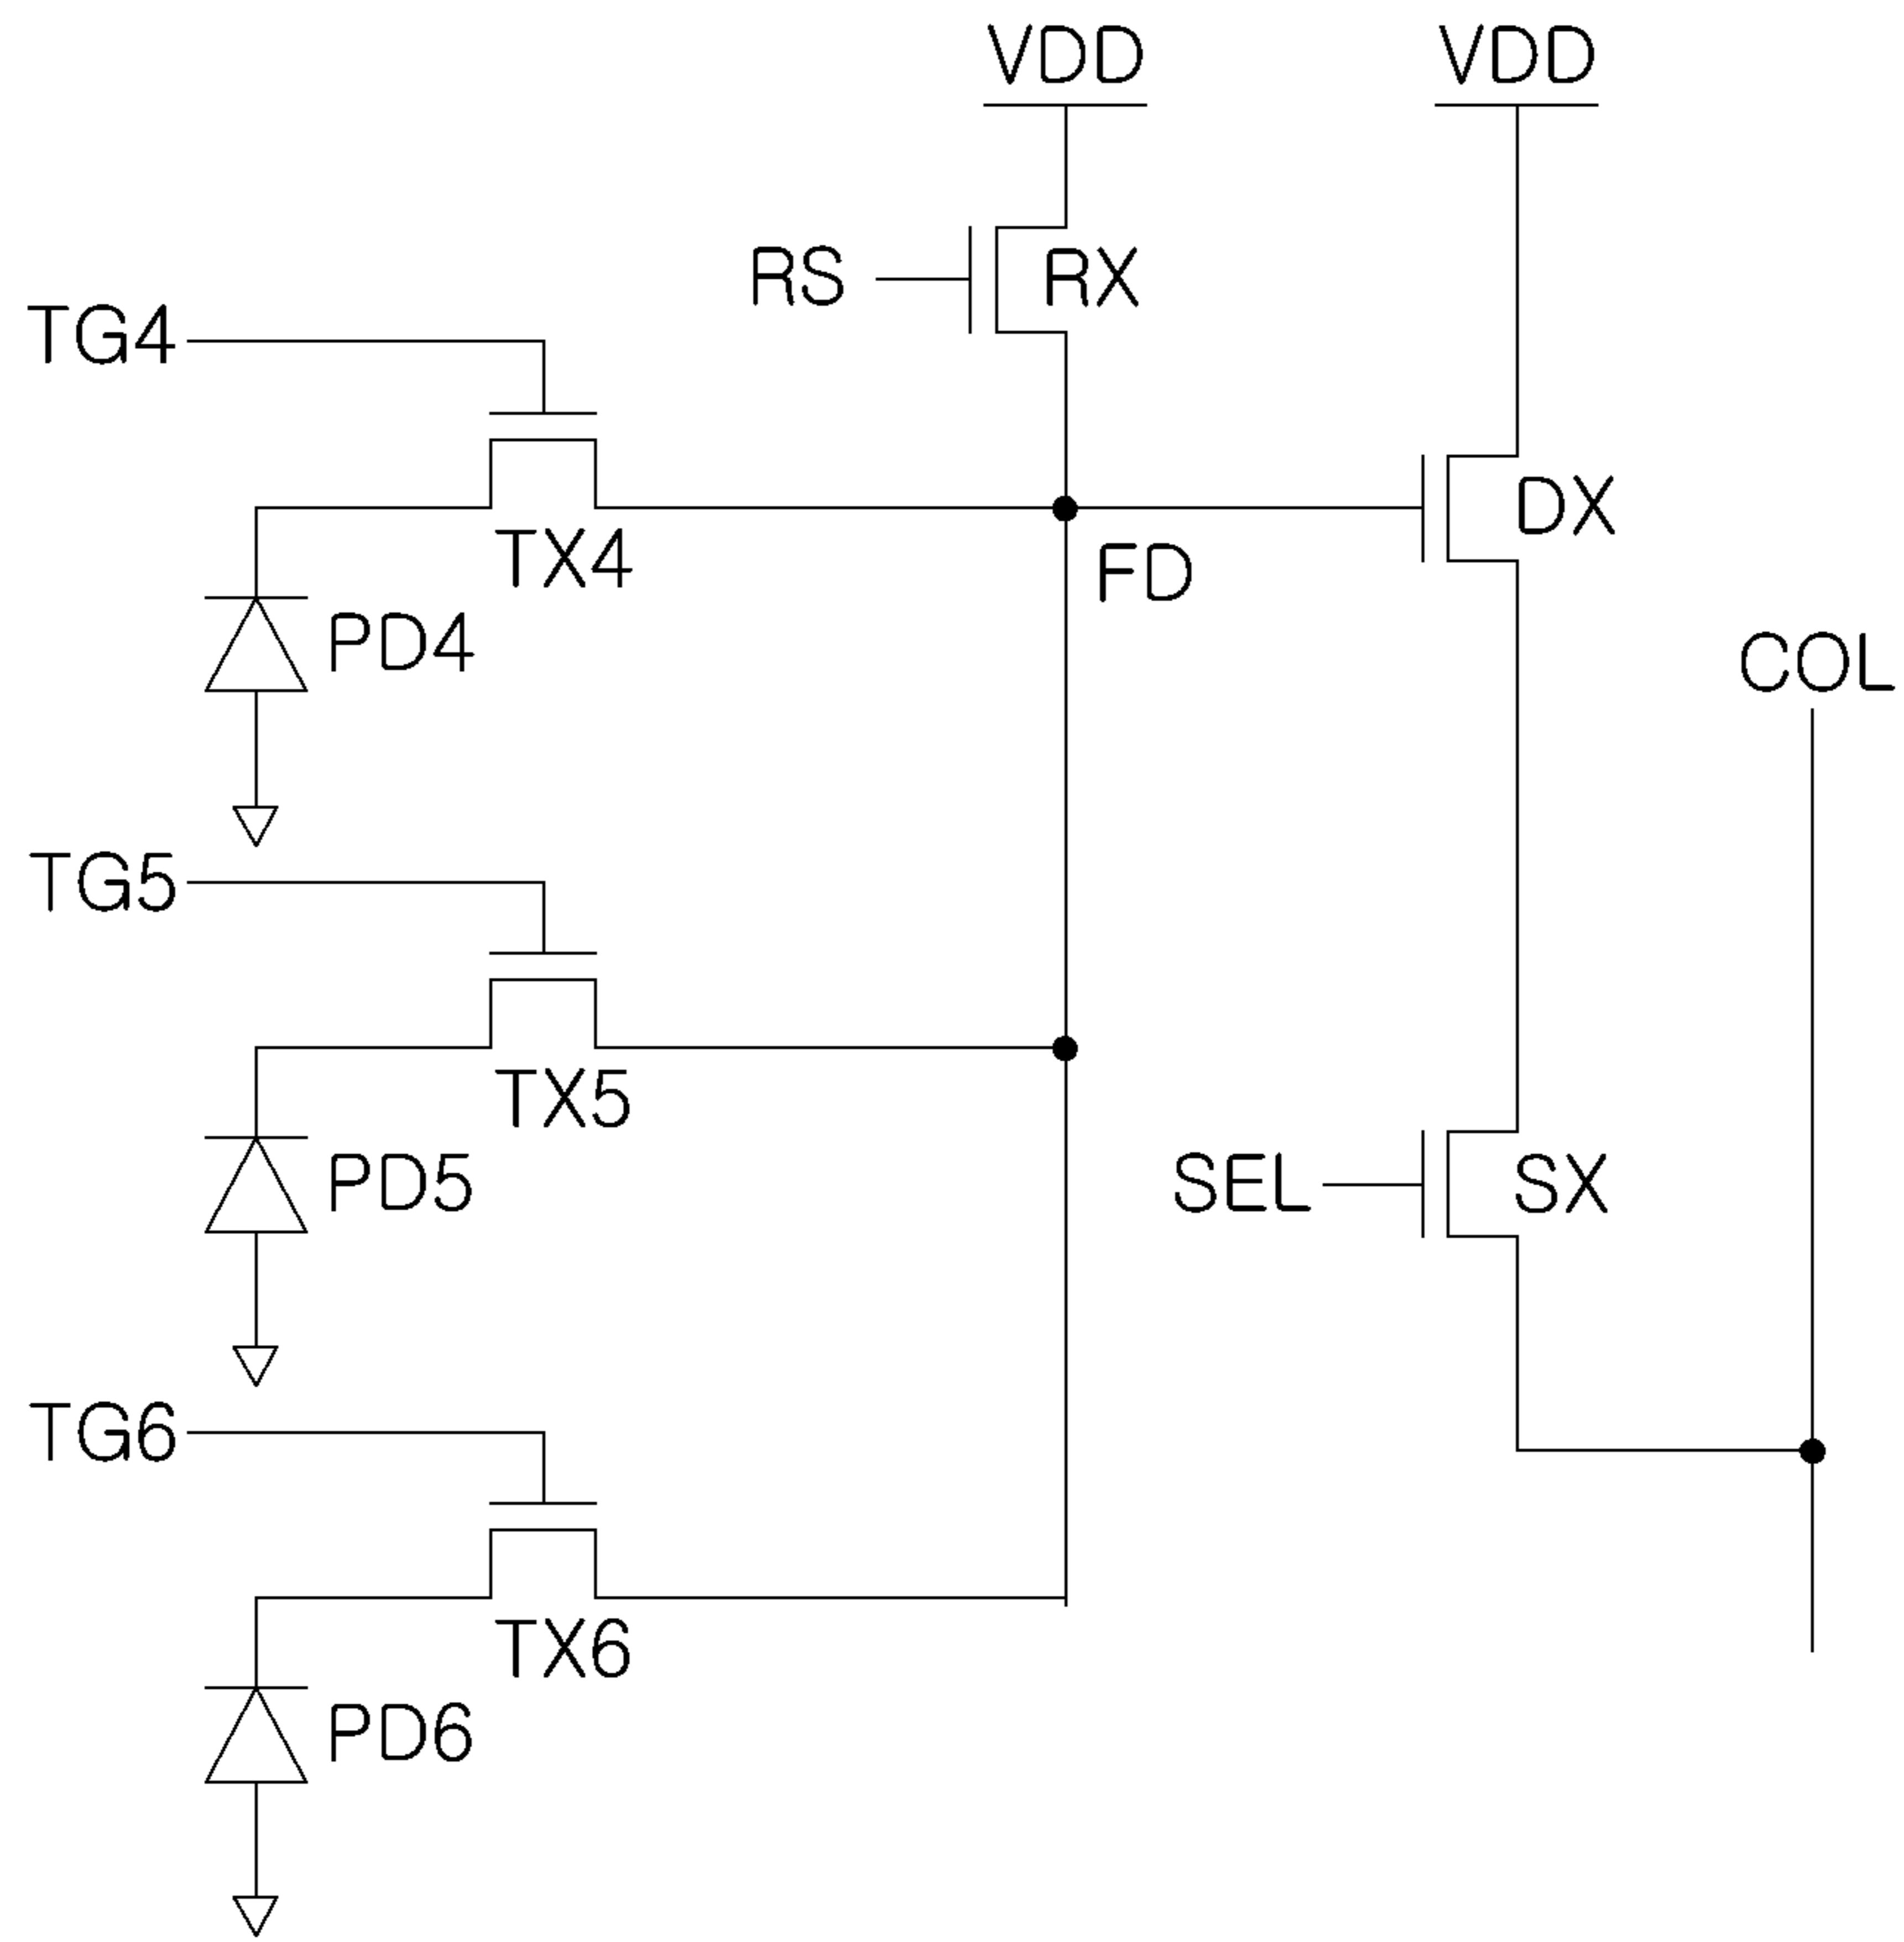 VDD VDD
RS RX
TG4
DX
TX4
FD
PD4
COL
TG5
TX5
PD5
SEL SX
TG6
TX6
PD6